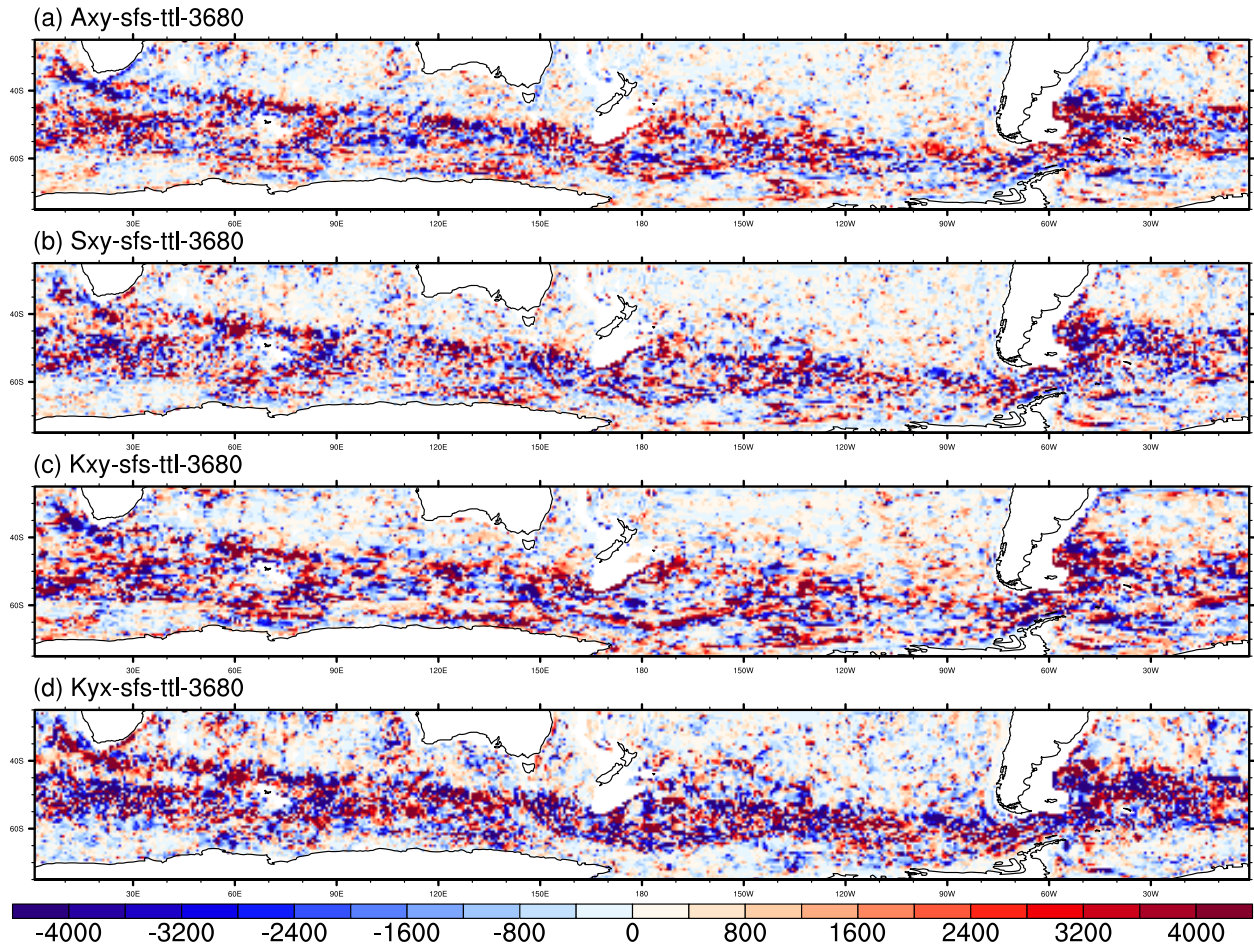 (a) Axy-sfs-ttl-3680
40S
60S
30E 60E 90E 120E 150E 180 150W 120W 90W 60W 30W
(b) Sxy-sfs-ttl-3680
40S
60S
30E 60E 90E 120E 150E 180 150W 120W 90W 60W 30W
(c) Kxy-sfs-ttl-3680
40S
60S
30E 60E 90E 120E 150E 180 150W 120W 90W 60W 30W
(d) Kyx-sfs-ttl-3680
40S
60S
30E 60E 90E 120E 150E 180 150W 120W 90W 60W 30W
-4000 -3200 -2400 -1600 -800 0 800 1600 2400 3200 4000